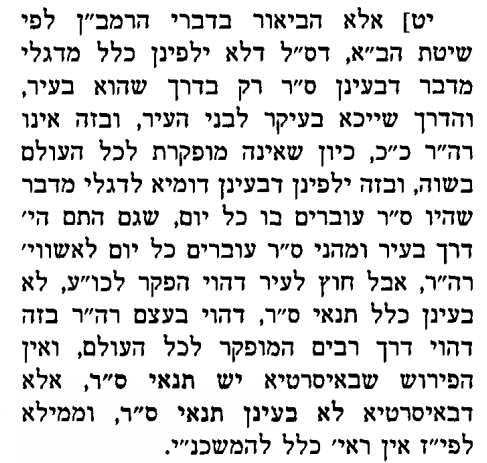 יט] אלא הביאור בדברי הרמב״ן לפי
שיטת הב״א, דס״ל דלא ילפינן כלל מדגלי
מדבר דבעינן ס״ר רק בדרך שהוא בעיר,
והדרך שייכא בעיקר לבני העיר, ובזה אינו
רה״ר כ״כ, כיון שאינה מופקרת לכל העולם
בשוה, ובזה ילפינן דבעינן דומיא לדגלי מדבר
שהיו ס״ר עוברים בו כל יום, שגם התם הי׳
דרך בעיר ומהני ס״ר עוברים כל יום לאשווי׳
רה״ר, אבל חוץ לעיר דהוי הפקר לכו״ע, לא
בעינן כלל תנאי ס״ר, דהוי בעצם רה״ר בזה
דהוי דרך רבים המופקר לכל העולם, ואין
הפירוש שבאיסרטיא יש תנאי ס״ר, אלא
דבאיסרטיא לא בעינן תנאי ס״ר, וממילא
לפי״ז אין ראי׳ כלל להמשכנ״י.